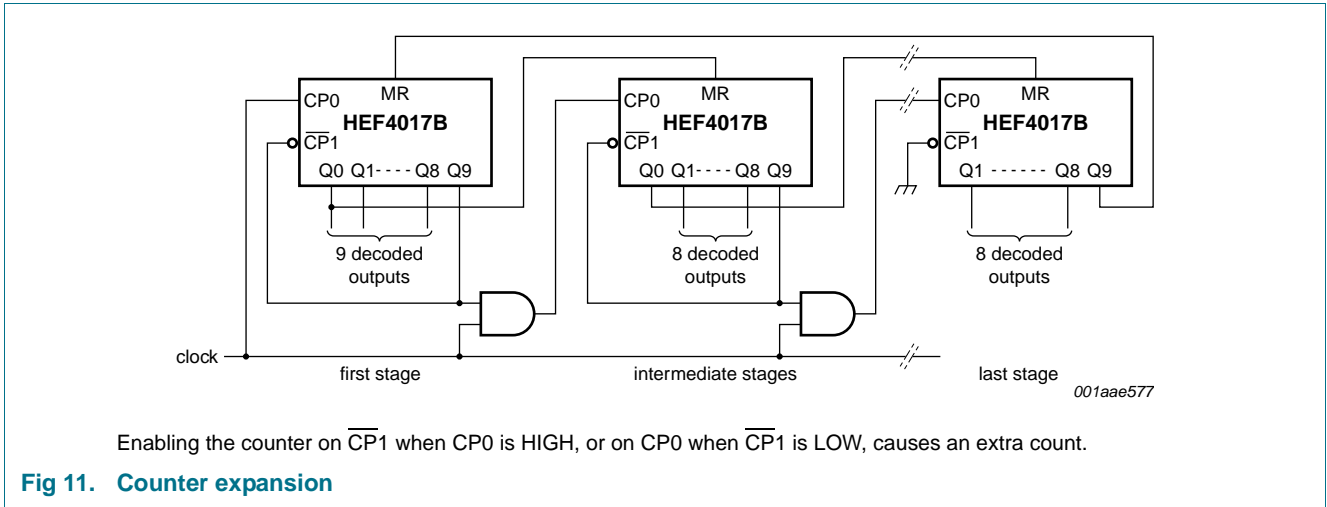 MR MR MR
CP0 CP0 CP0
HEF4017B HEF4017B HEF4017B
CP1 CP1 CP1
Q0 Q1 - - - - Q8 Q9 Q0 Q1 - - - - Q8 Q9 Q1 - - - - - - Q8 Q9
9 decoded 8 decoded 8 decoded
outputs outputs outputs
clock
first stage intermediate stages last stage
001aae577
Enabling the counter on CP1 when CP0 is HIGH, or on CP0 when CP1 is LOW, causes an extra count.
Fig 11. Counter expansion